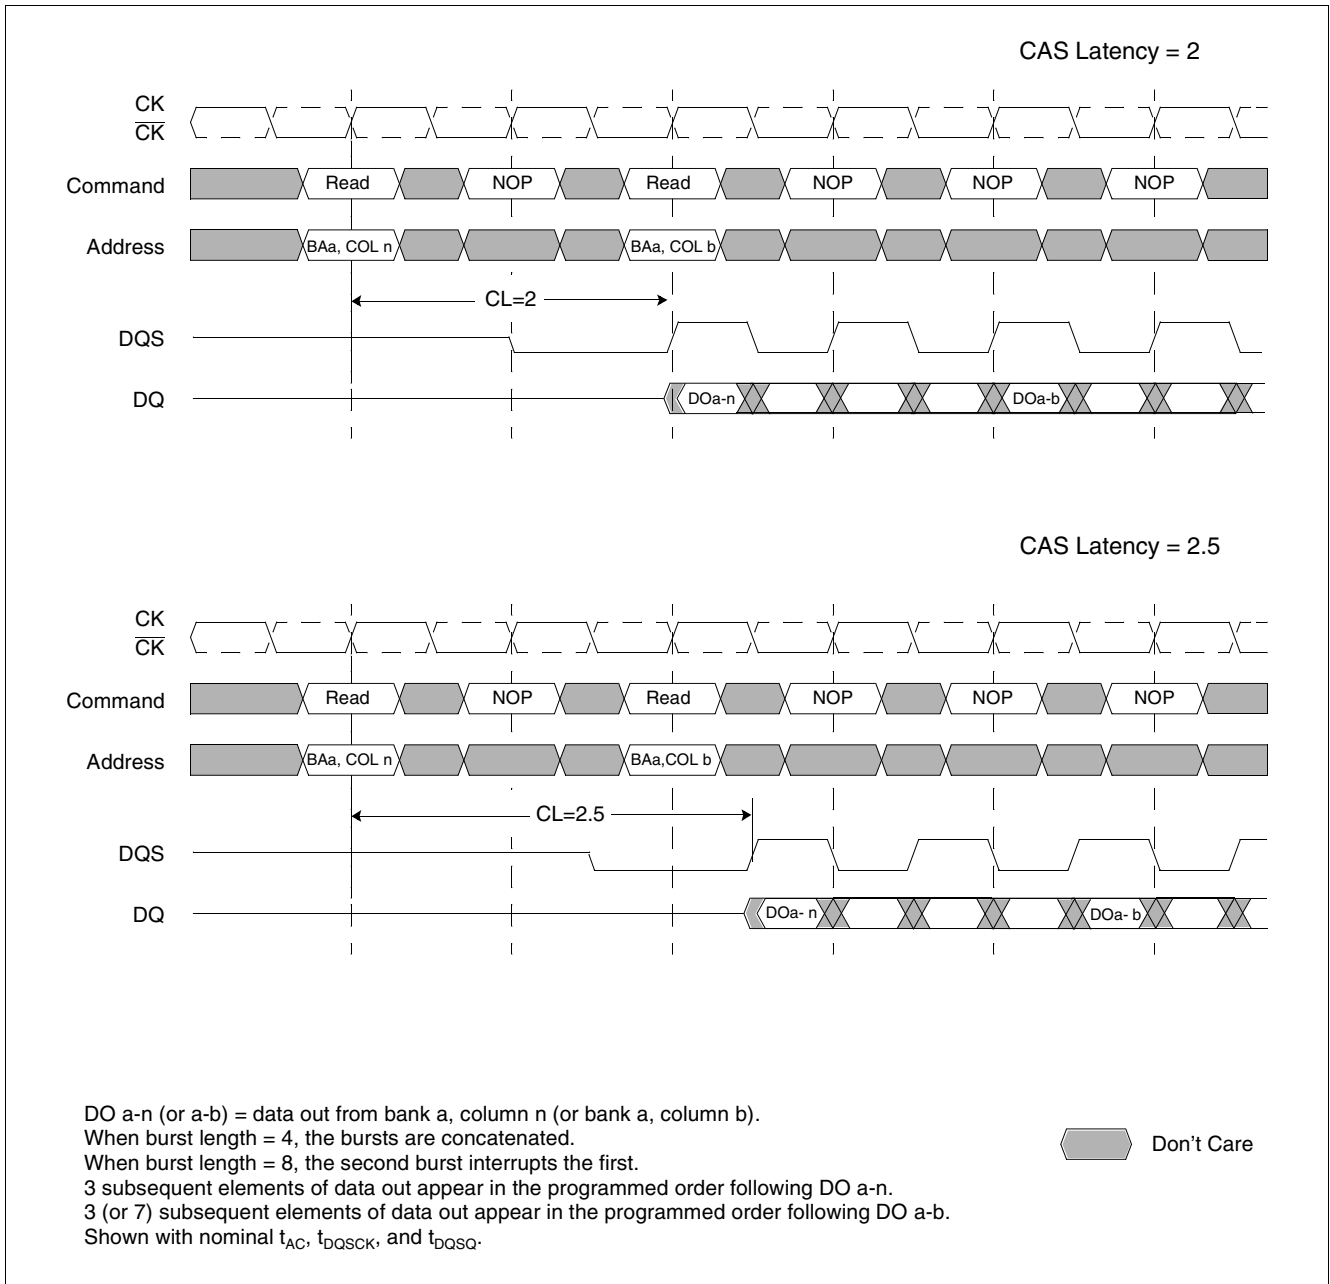 CAS Latency = 2
CK
CK
Command Read NOP Read NOP NOP NOP
Address BAa, COL n BAa, COL b
CL=2
DQS
DQ DOa-n DOa-b
CAS Latency = 2.5
CK
CK
Command Read NOP Read NOP NOP NOP
Address BAa, COL n BAa,COL b
CL=2.5
DQS
DQ DOa- n DOa- b
DO a-n (or a-b) = data out from bank a, column n (or bank a, column b).
When burst length = 4, the bursts are concatenated.
When burst length = 8, the second burst interrupts the first.
3 subsequent elements of data out appear in the programmed order following DO a-n.
3 (or 7) subsequent elements of data out appear in the programmed order following DO a-b.
Shown with nominal tAC, tDQSCK, and tDQSQ.
Don't Care